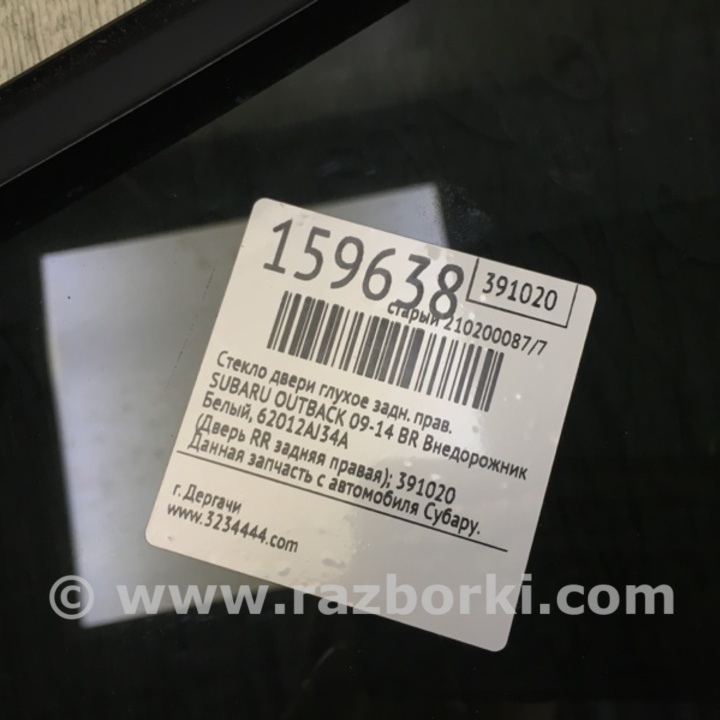 159638
391020
старый 210200087/7
Стекло двери глухое задн. прав.
SUBARU OUTBACK 09-14 BR Внедорожник
Белый, 62012AJ34A
(Дверь RR задняя правая); 391020
Данная запчасть с автомобиля Субару.
г. Дергачи
www.3234444.com
© www.razborki.com